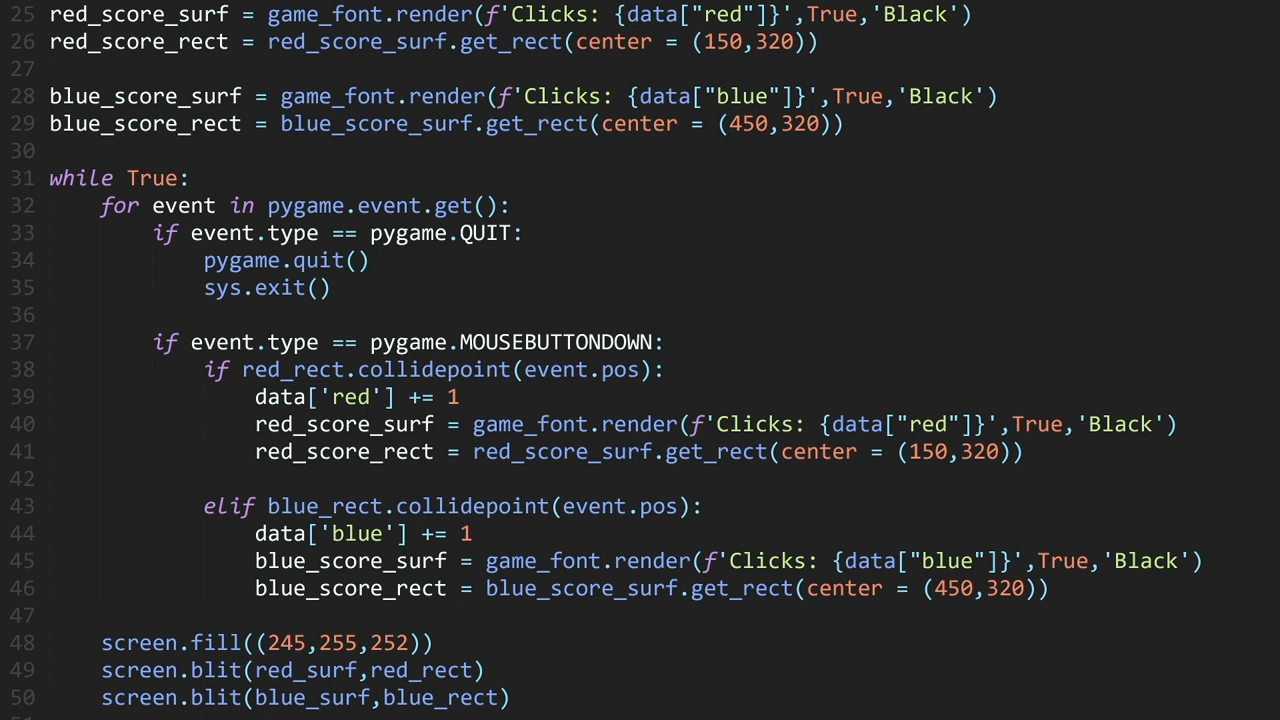 25 red_score_surf = game_font.render(f'Clicks: {data["red"]}',True,'Black')
26 red_score_rect = red_score_surf.get_rect(center = (150,320))
27
28 blue_score_surf = game_font.render(f'Clicks: {data["blue"]}',True,'Black')
29 blue_score_rect = blue_score_surf.get_rect(center = (450,320))
30
31 while True:
32     for event in pygame.event.get():
33         if event.type == pygame.QUIT:
34             pygame.quit()
35             sys.exit()
36
37         if event.type == pygame.MOUSEBUTTONDOWN:
38             if red_rect.collidepoint(event.pos):
39                 data['red'] += 1
40                 red_score_surf = game_font.render(f'Clicks: {data["red"]}',True,'Black')
41                 red_score_rect = red_score_surf.get_rect(center = (150,320))
42
43             elif blue_rect.collidepoint(event.pos):
44                 data['blue'] += 1
45                 blue_score_surf = game_font.render(f'Clicks: {data["blue"]}',True,'Black')
46                 blue_score_rect = blue_score_surf.get_rect(center = (450,320))
47
48     screen.fill((245,255,252))
49     screen.blit(red_surf,red_rect)
50     screen.blit(blue_surf,blue_rect)